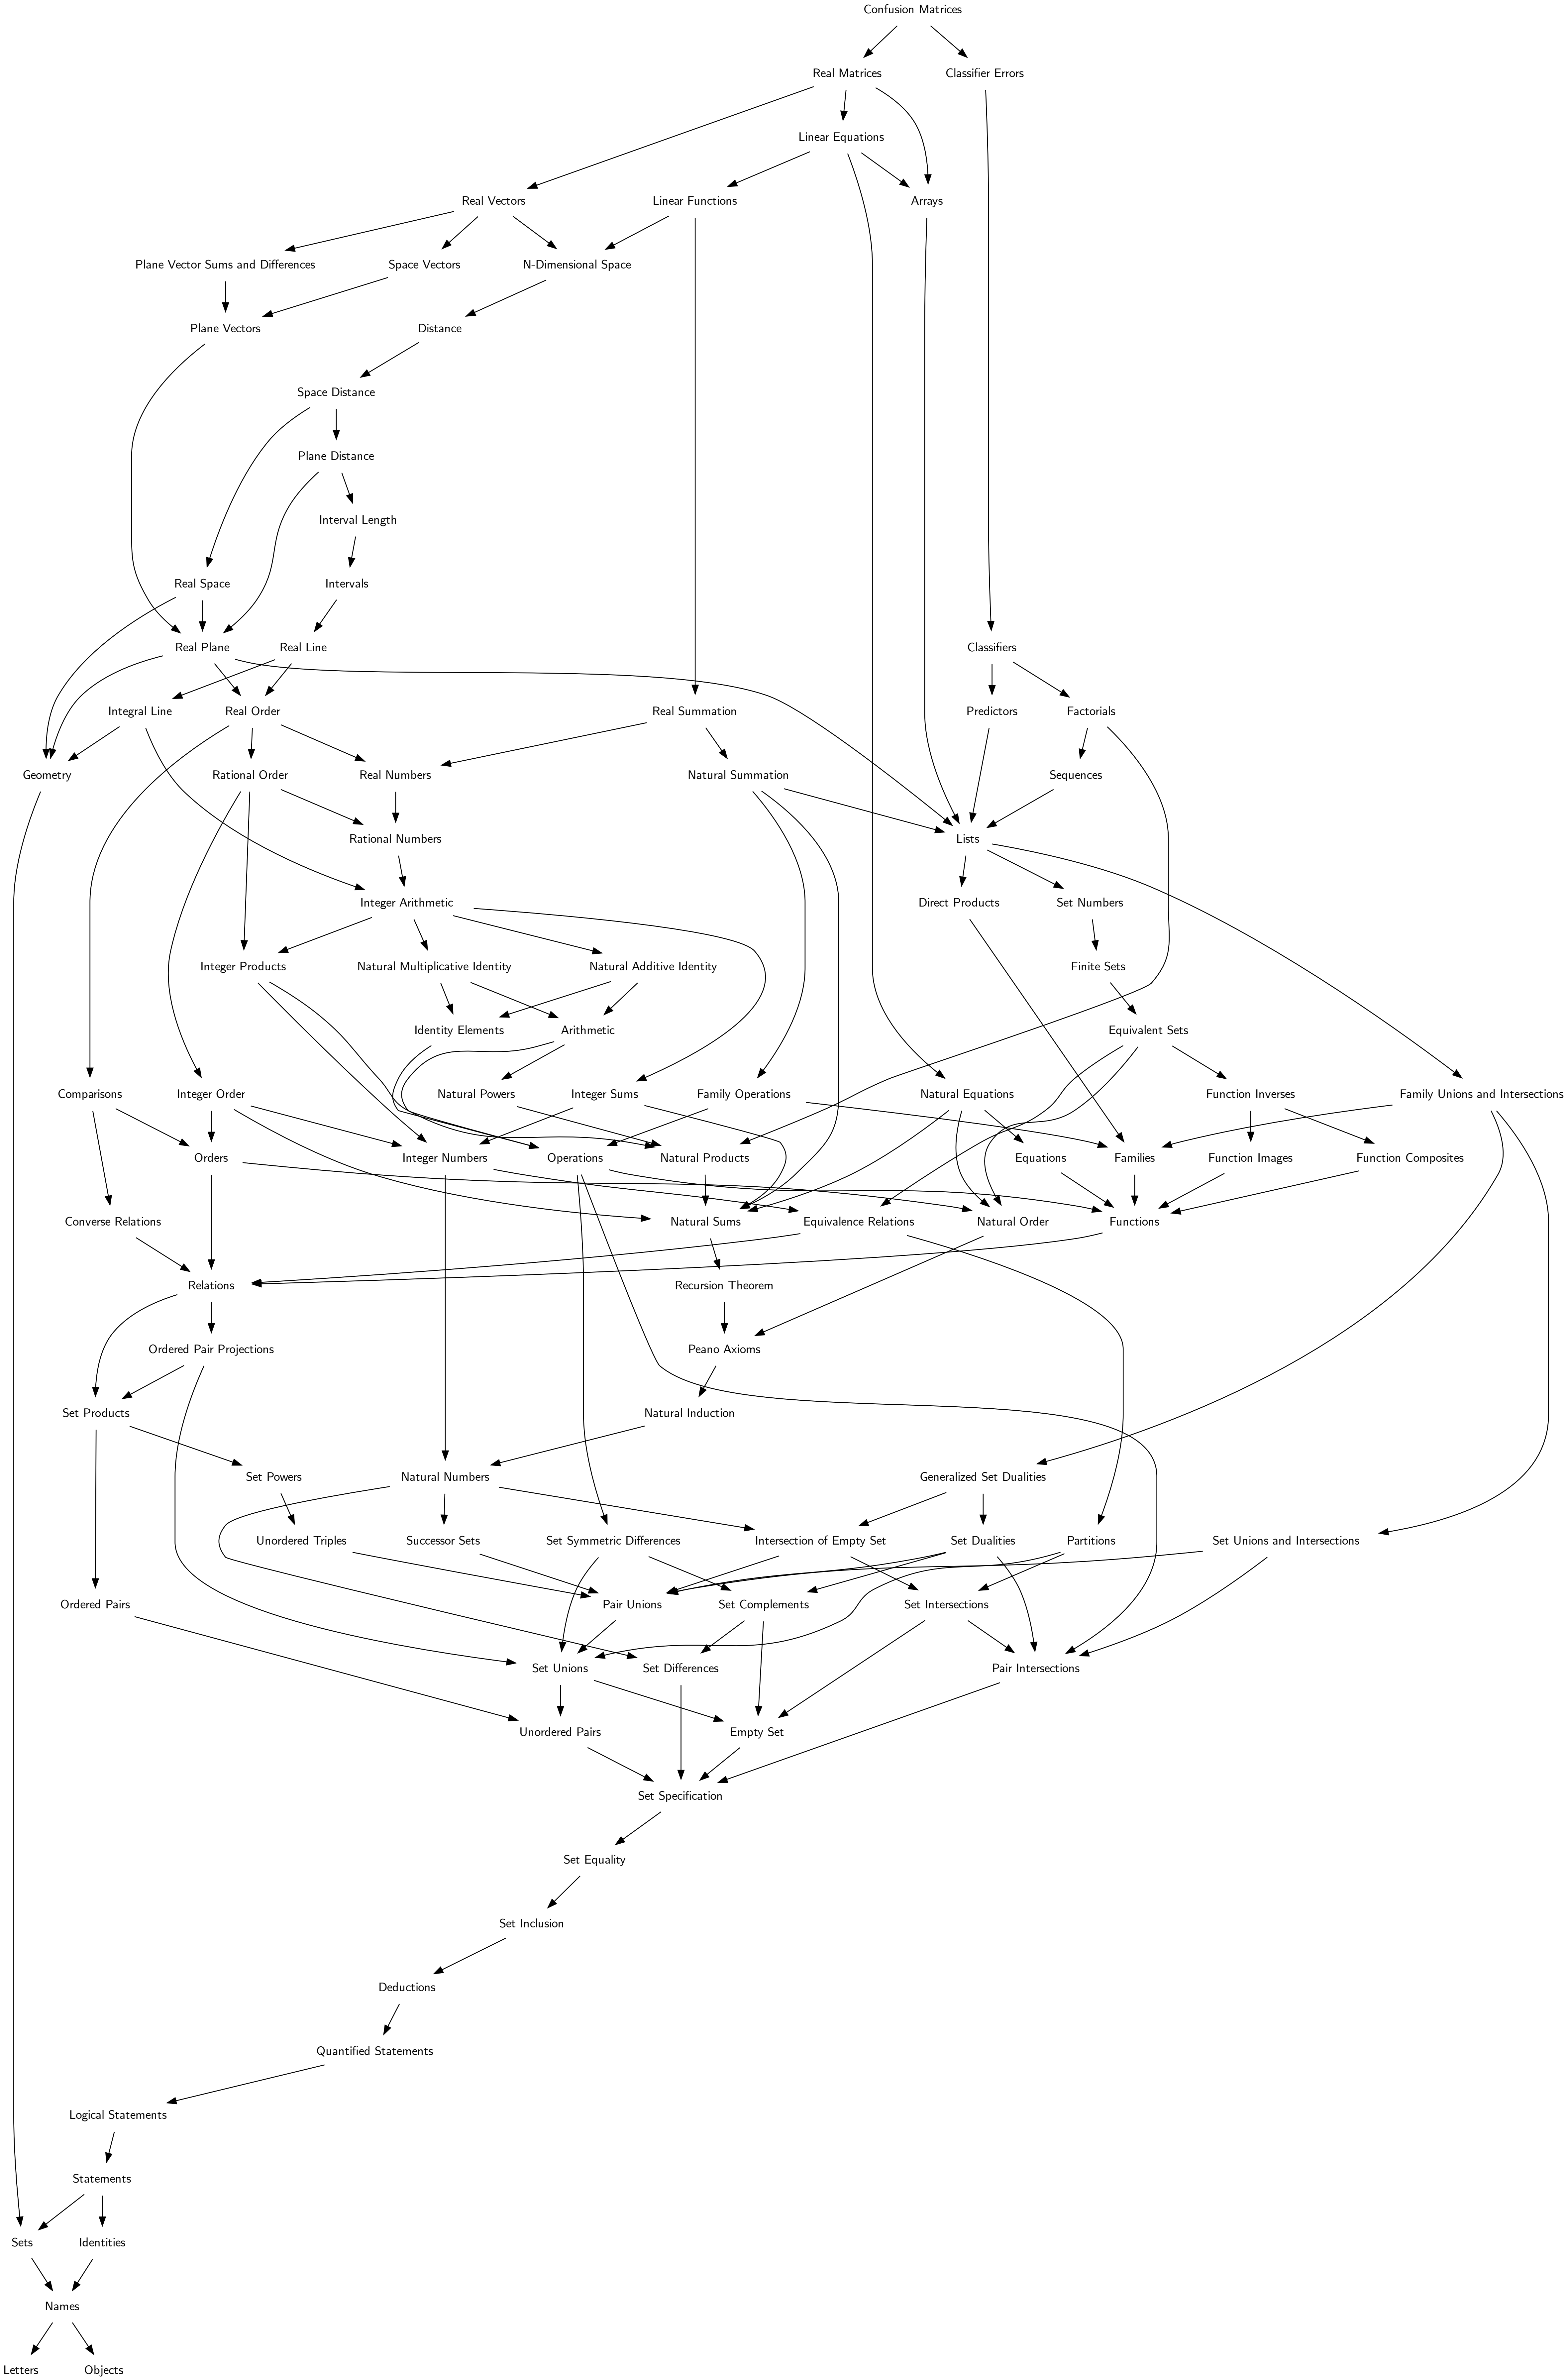 Confusion Matrices
Real Matrices
Classifier Errors
Linear Equations
Real Vectors
Linear Functions
Arrays
Plane Vector Sums and Differences
Space Vectors
N-Dimensional Space
Plane Vectors
Distance
Space Distance
Plane Distance
Interval Length
Real Space
Intervals
Real Plane
Real Line
Classifiers
Integral Line
Real Order
Real Summation
Predictors
Factorials
Geometry
Rational Order
Real Numbers
Natural Summation
Sequences
Rational Numbers
Lists
Integer Arithmetic
Direct Products
Set Numbers
Integer Products
Natural Multiplicative Identity
Natural Additive Identity
Finite Sets
Identity Elements
Arithmetic
Equivalent Sets
Comparisons
Integer Order
Natural Powers
Integer Sums
Family Operations
Natural Equations
Function Inverses
Family Unions and Intersections
Orders
Integer Numbers
Operations
Natural Products
Equations
Families
Function Images
Function Composites
Converse Relations
Natural Sums
Equivalence Relations
Natural Order
Functions
Relations
Recursion Theorem
Ordered Pair Projections
Peano Axioms
Set Products
Natural Induction
Set Powers
Natural Numbers
Generalized Set Dualities
Unordered Triples
Successor Sets
Set Symmetric Differences
Intersection of Empty Set
Set Dualities
Partitions
Set Unions and Intersections
Ordered Pairs
Pair Unions
Set Complements
Set Intersections
Set Unions
Set Differences
Pair Intersections
Unordered Pairs
Empty Set
Set Specification
Set Equality
Set Inclusion
Deductions
Quantified Statements
Logical Statements
Statements
Sets
Identities
Names
Letters
Objects